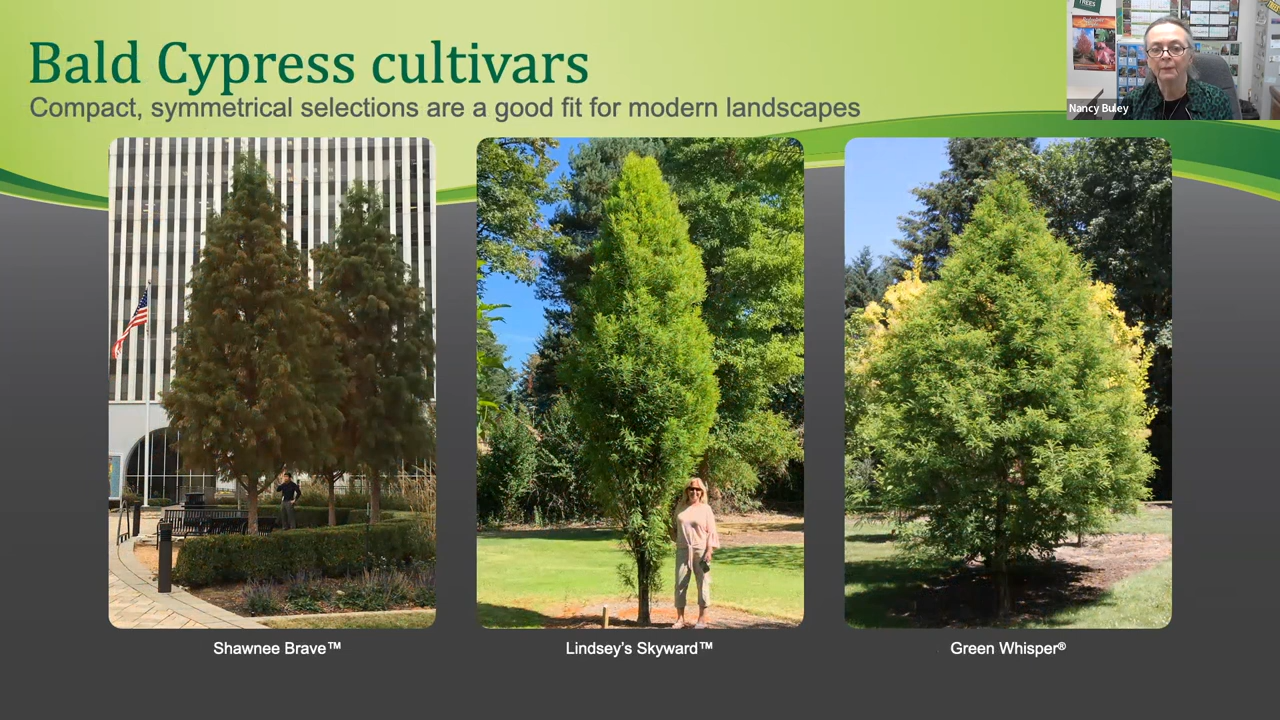 Bald Cypress cultivars
Compact, symmetrical selections are a good fit for modern landscapes
TREES
Nancy Buley
Shawnee Brave™
Lindsey's Skyward™
Green Whisper®